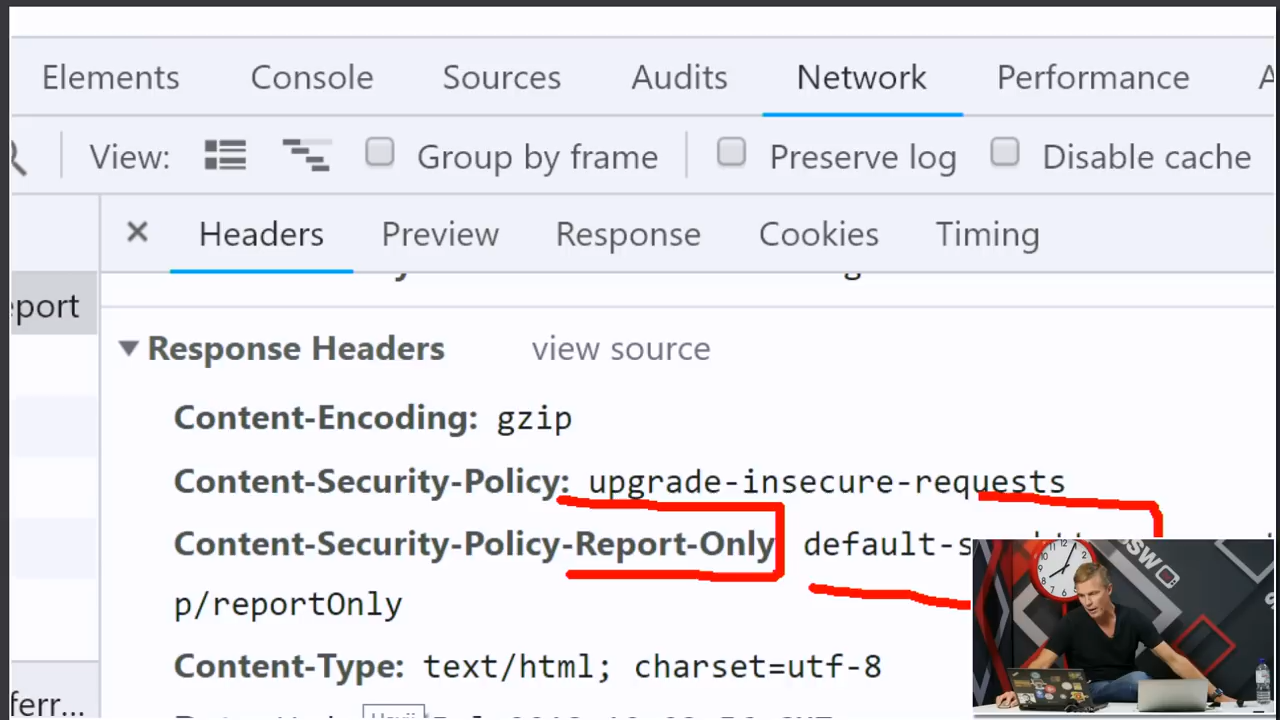 Elements Console Sources Audits Network Performance
View: Group by frame Preserve log Disable cache
Headers Preview Response Cookies Timing
Response Headers view source
Content-Encoding: gzip
Content-Security-Policy: upgrade-insecure-requests
Content-Security-Policy-Report-Only default-s
p/reportOnly
Content-Type: text/html; charset=utf-8
ferr...